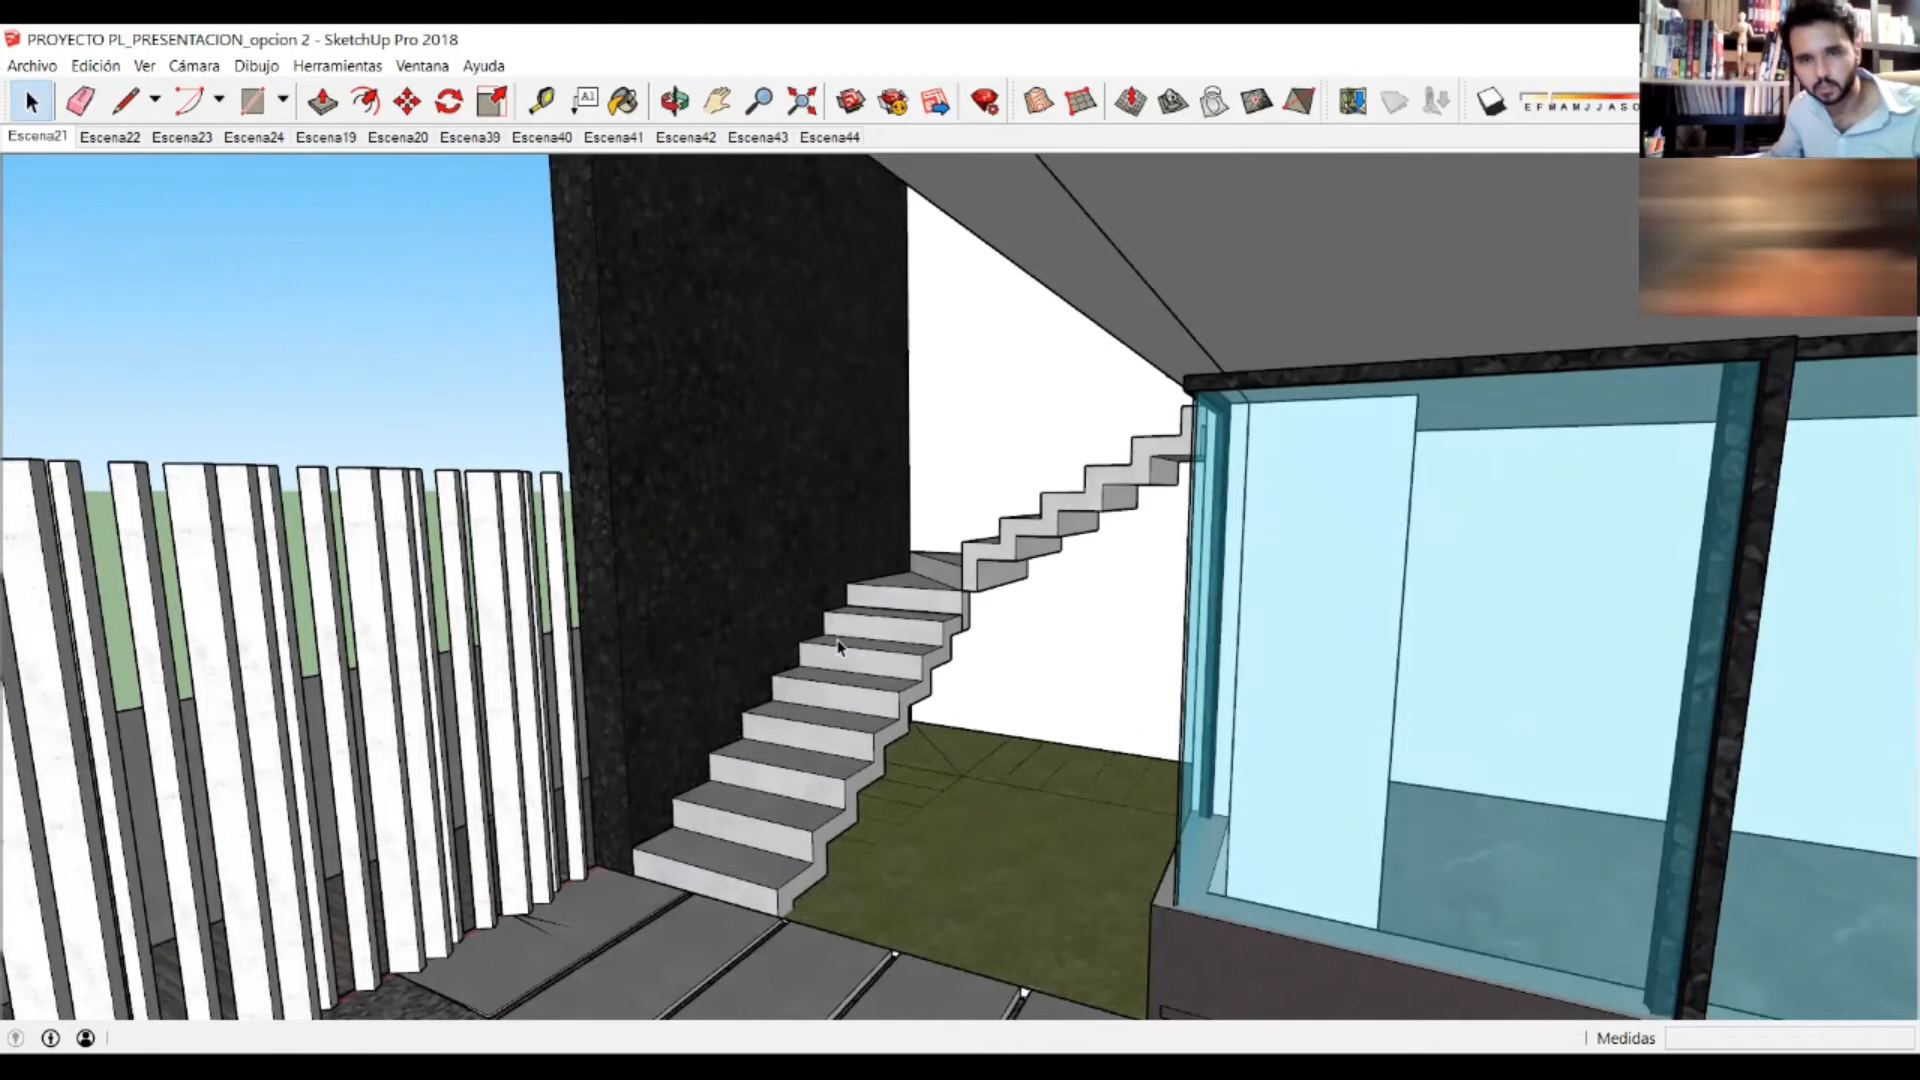 PROYECTO PL_PRESENTACION_opcion 2 - SketchUp Pro 2018
Archivo Edición Ver Cámara Dibujo Herramientas Ventana Ayuda
A1
E F M A M J J A S O
Escena21 Escena22 Escena23 Escena24 Escena19 Escena20 Escena39 Escena40 Escena41 Escena42 Escena43 Escena44
Medidas